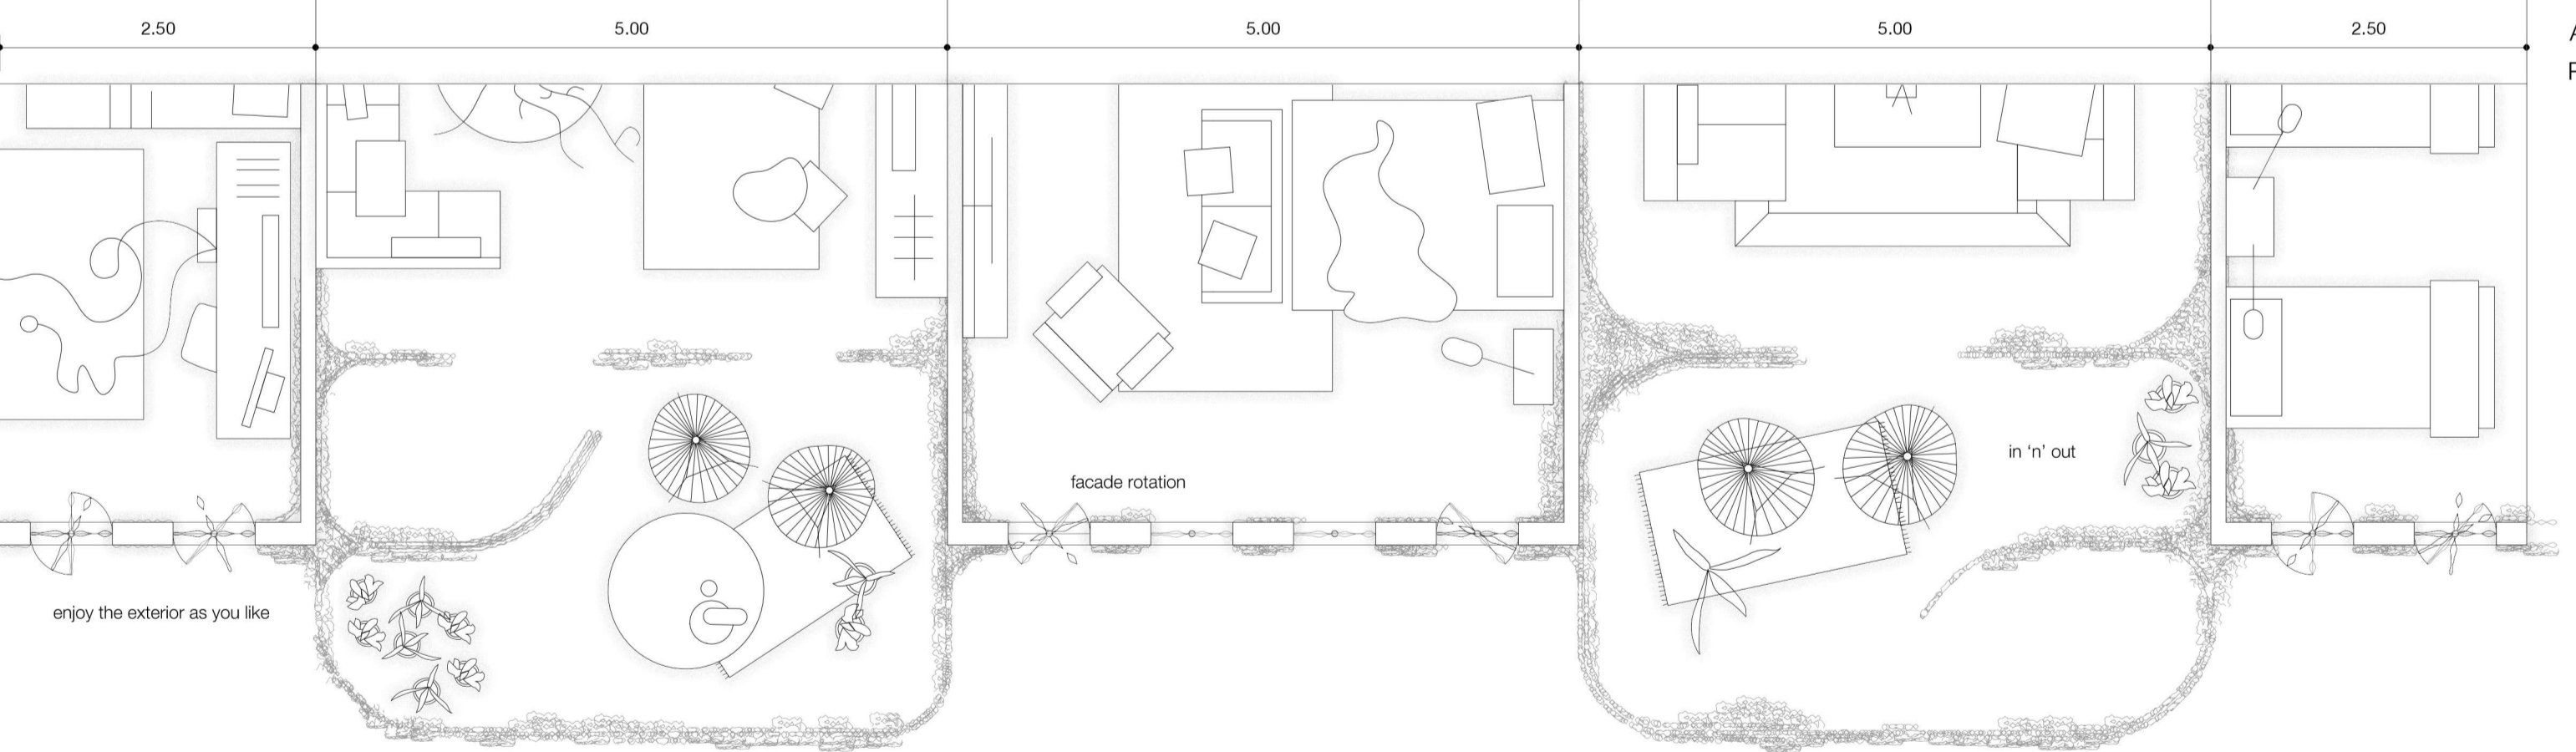 2.50
5.00
5.00
5.00
2.50
facade rotation
in ‘n’ out
enjoy the exterior as you like